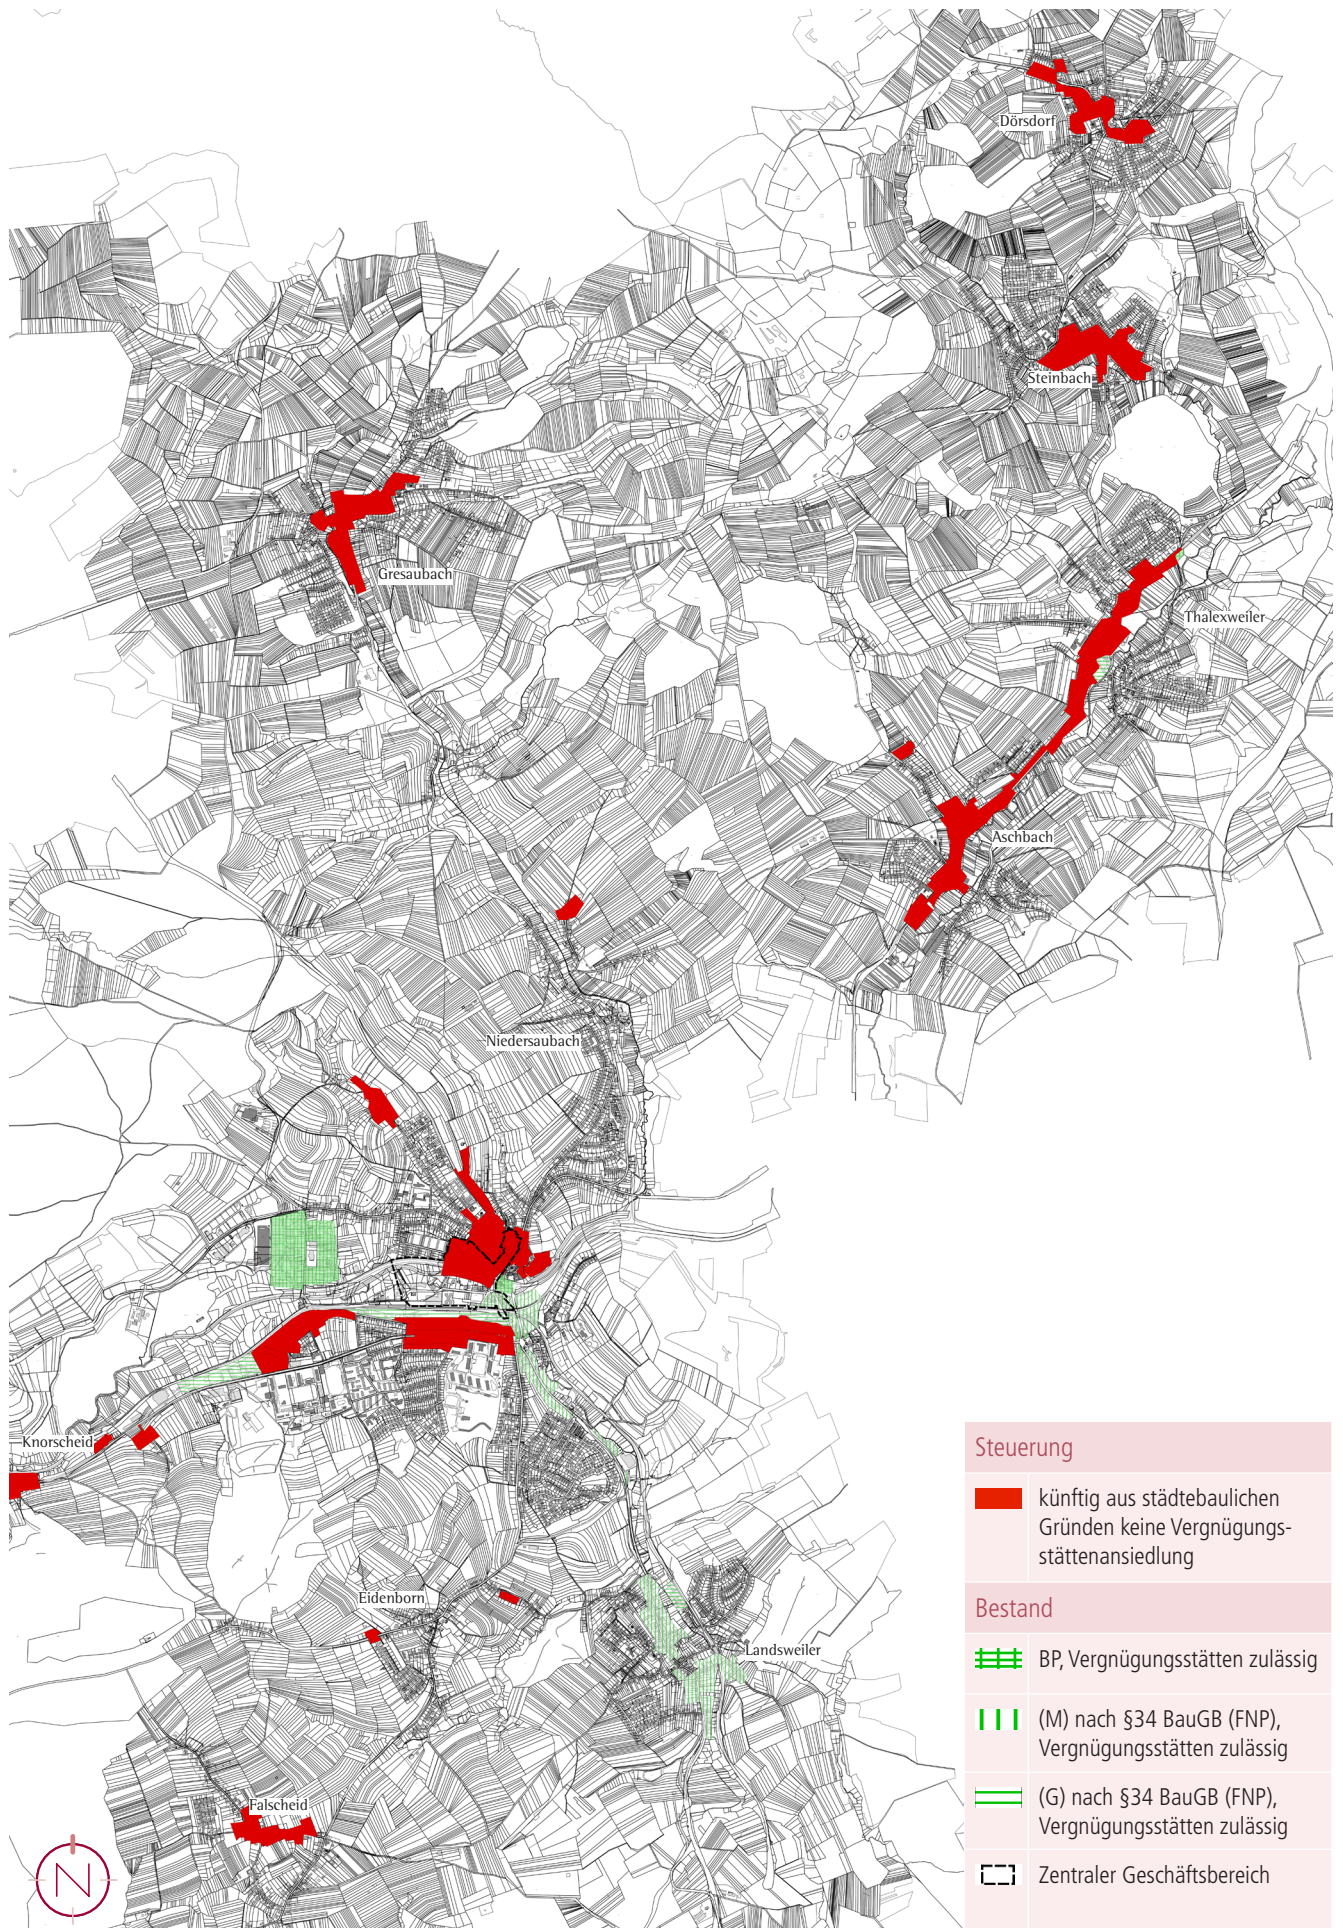 Dörsdorf
Steinbach
Gresaubach
Thalexweiler
Aschbach
Niedersaubach
Knorscheid
Eidenborn
Landsweiler
Falscheid
N
Steuerung
künftig aus städtebaulichen
Gründen keine Vergnügungs-
stättenansiedlung
Bestand
BP, Vergnügungsstätten zulässig
(M) nach §34 BauGB (FNP),
Vergnügungsstätten zulässig
(G) nach §34 BauGB (FNP),
Vergnügungsstätten zulässig
Zentraler Geschäftsbereich